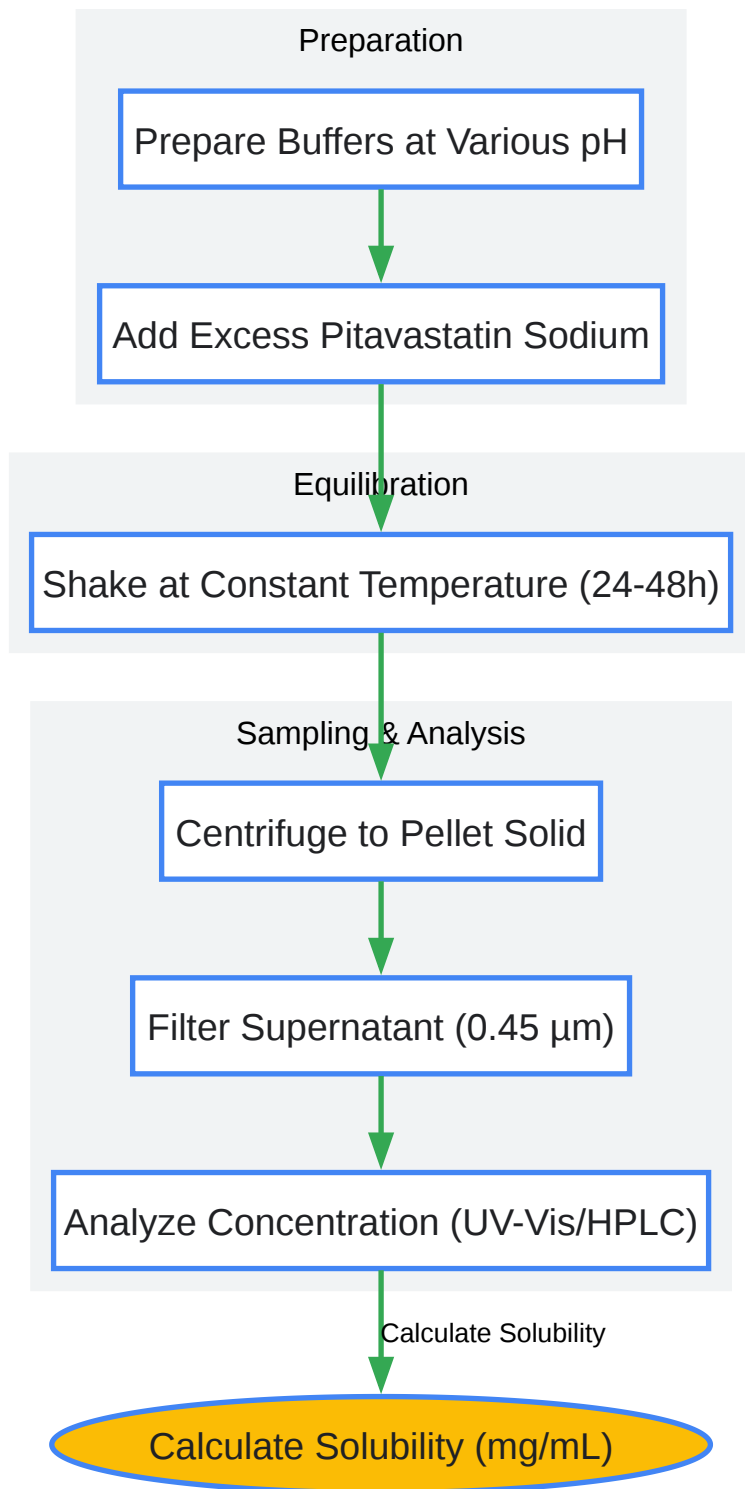 Preparation
Prepare Buffers at Various pH
Add Excess Pitavastatin Sodium
Equilibration
Shake at Constant Temperature (24-48h)
Sampling & Analysis
Centrifuge to Pellet Solid
Filter Supernatant (0.45 µm)
Analyze Concentration (UV-Vis/HPLC)
Calculate Solubility
Calculate Solubility (mg/mL)